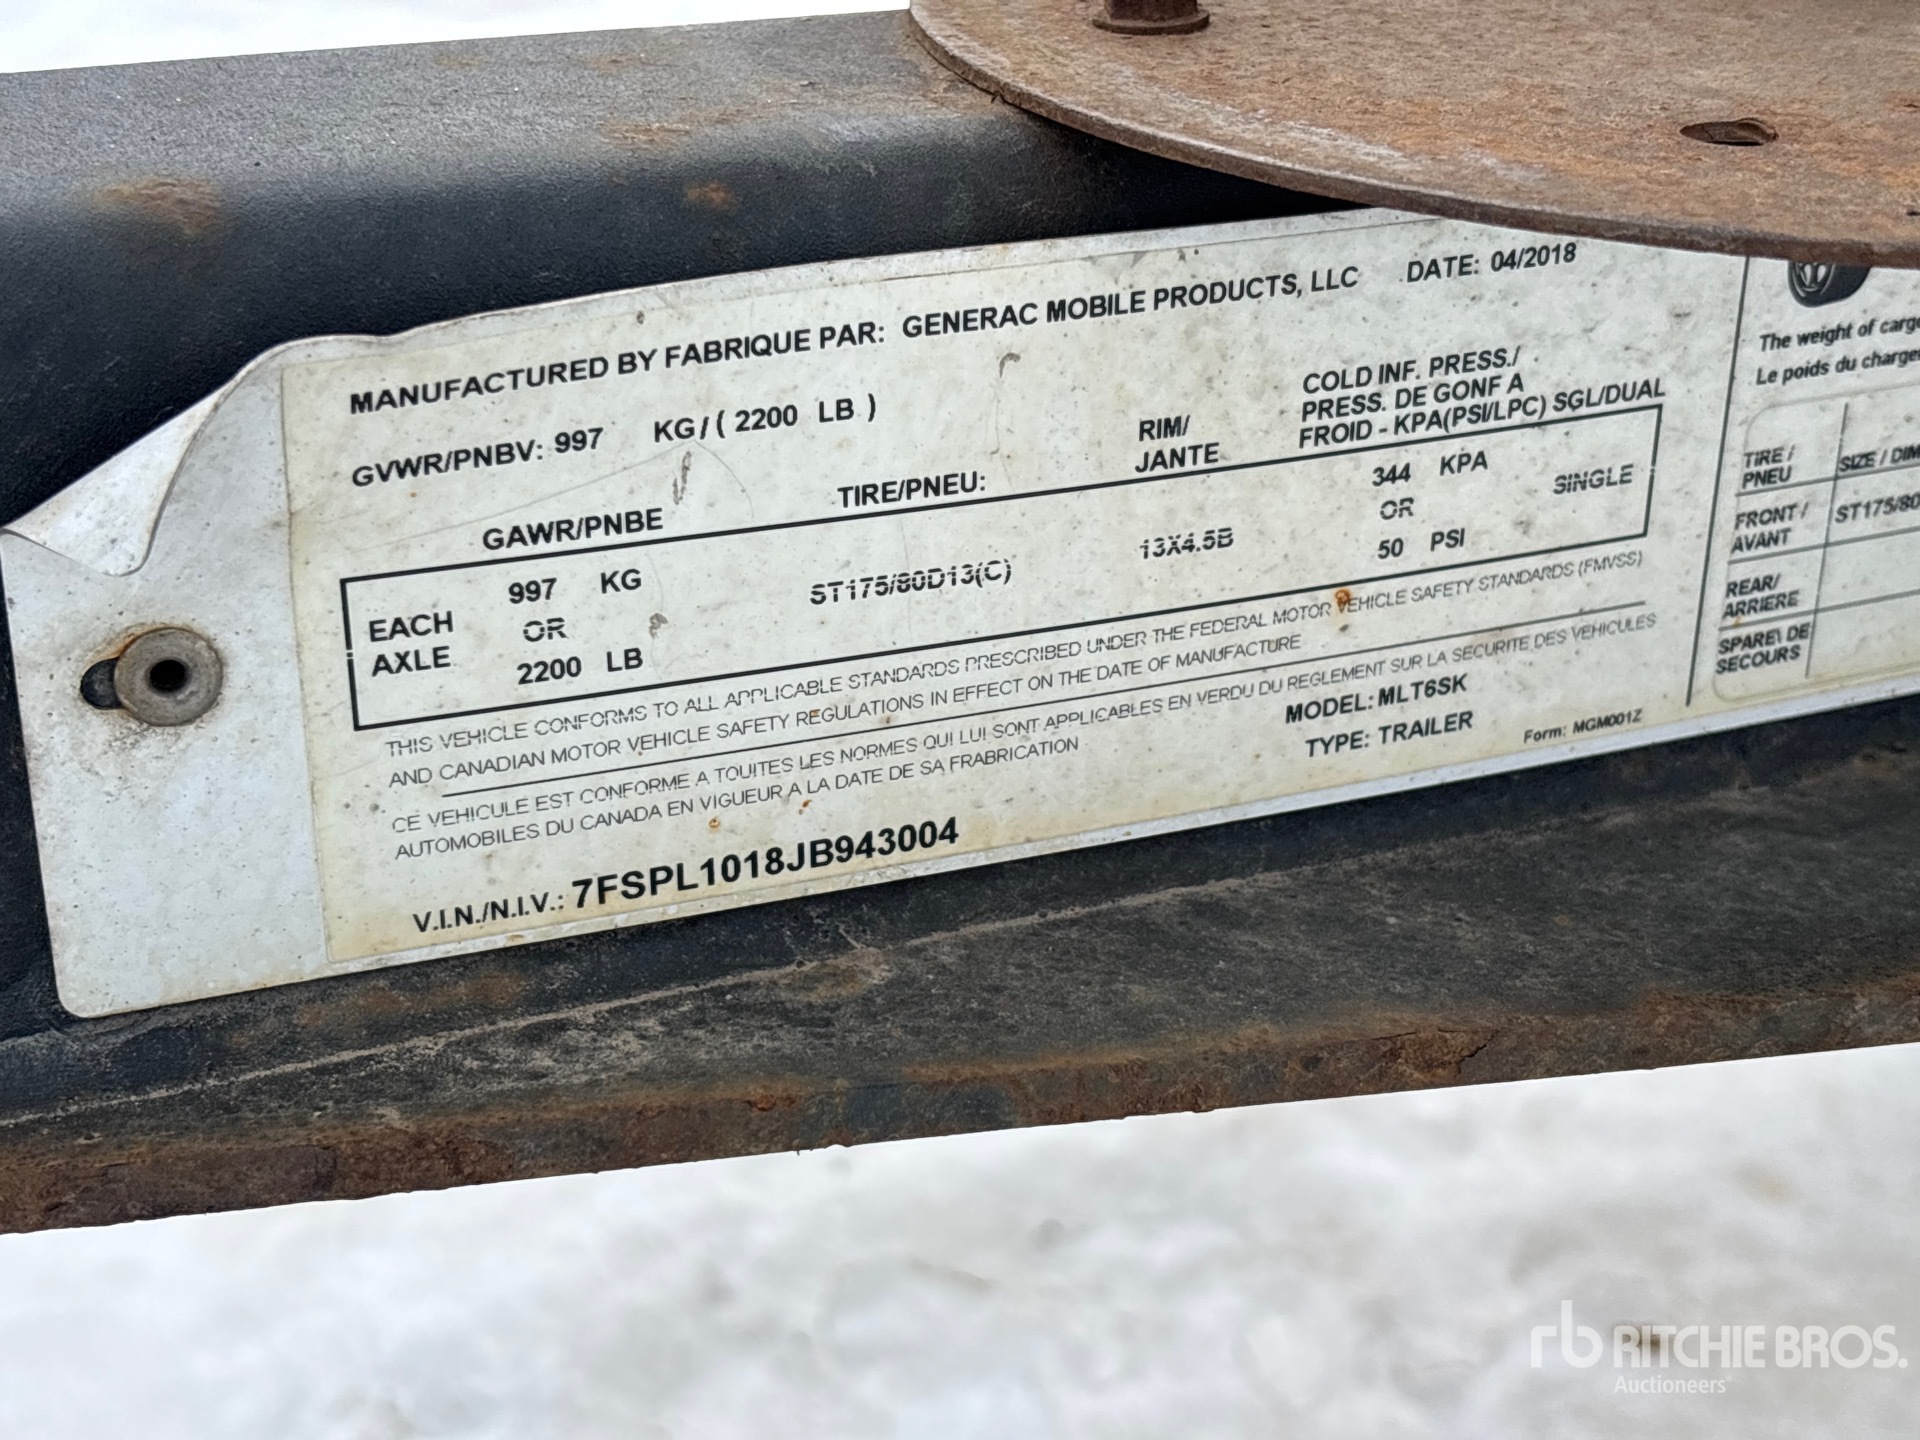 MANUFACTURED BY FABRIQUE PAR: GENERAC MOBILE PRODUCTS, LLC DATE: 04/2018
GVWR/PNBV: 997 KG/( 2200 LB )
GAWR/PNBE
TIRE/PNEU:
RIM/
JANTE
COLD INF. PRESS./
PRESS. DE GONF A
FROID - KPA(PSI/LPC) SGL/DUAL
EACH
AXLE
997 KG
OR
2200 LB
ST175/80D13(C)
13X4.5B
344 KPA
OR
50 PSI
SINGLE
THIS VEHICLE CONFORMS TO ALL APPLICABLE STANDARDS PRESCRIBED UNDER THE FEDERAL MOTOR VEHICLE SAFETY STANDARDS (FMVSS)
AND CANADIAN MOTOR VEHICLE SAFETY REGULATIONS IN EFFECT ON THE DATE OF MANUFACTURE
CE VEHICULE EST CONFORME A TOUITES LES NORMES QUI LUI SONT APPLICABLES EN VERDU DU REGLEMENT SUR LA SECURITE DES VEHICULES
AUTOMOBILES DU CANADA EN VIGUEUR A LA DATE DE SA FRABRICATION
MODEL: MLT6SK
TYPE: TRAILER
Form: MGM001Z
V.I.N./N.I.V.: 7FSPL1018JB943004
The weight of
Le poids du
TIRE /
PNEU
SIZE /
FRONT /
AVANT
ST175/80
REAR/
ARRIERE
SPARE\ DE
SECOURS
rb RITCHIE BROS.
Auctioneers